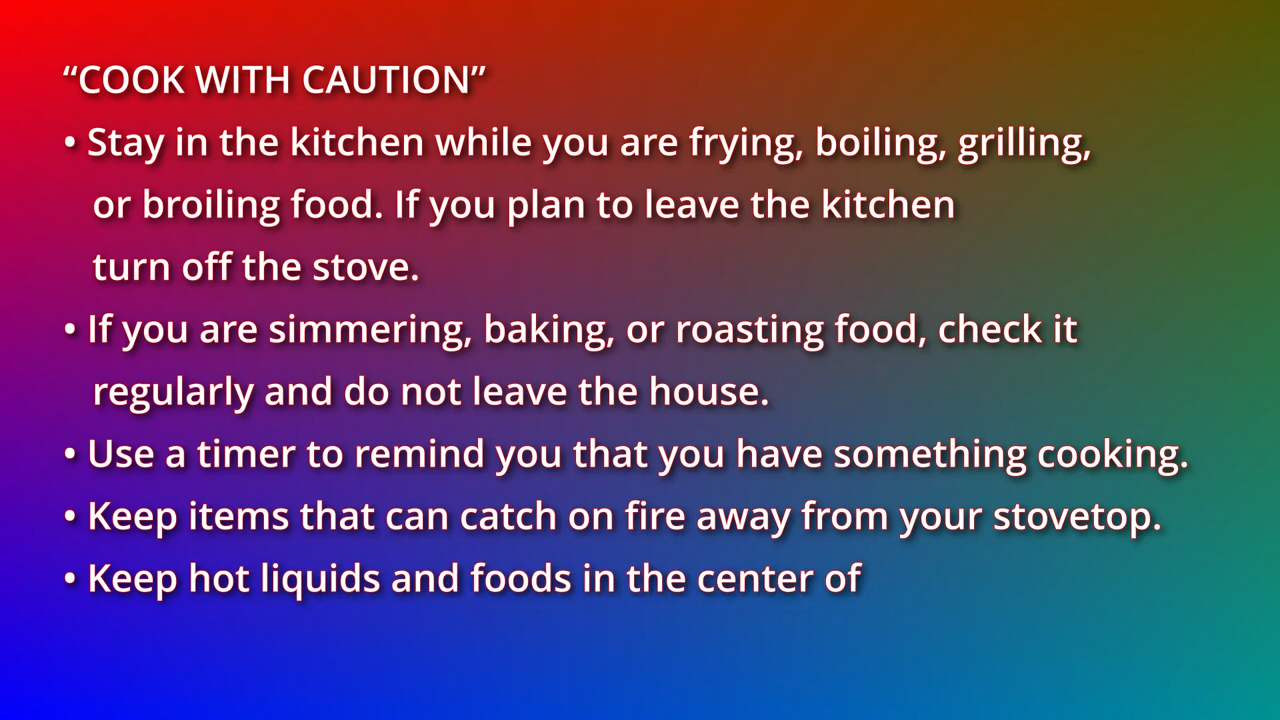 “COOK WITH CAUTION”
• Stay in the kitchen while you are frying, boiling, grilling,
or broiling food. If you plan to leave the kitchen
turn off the stove.
• If you are simmering, baking, or roasting food, check it
regularly and do not leave the house.
• Use a timer to remind you that you have something cooking.
• Keep items that can catch on fire away from your stovetop.
• Keep hot liquids and foods in the center of